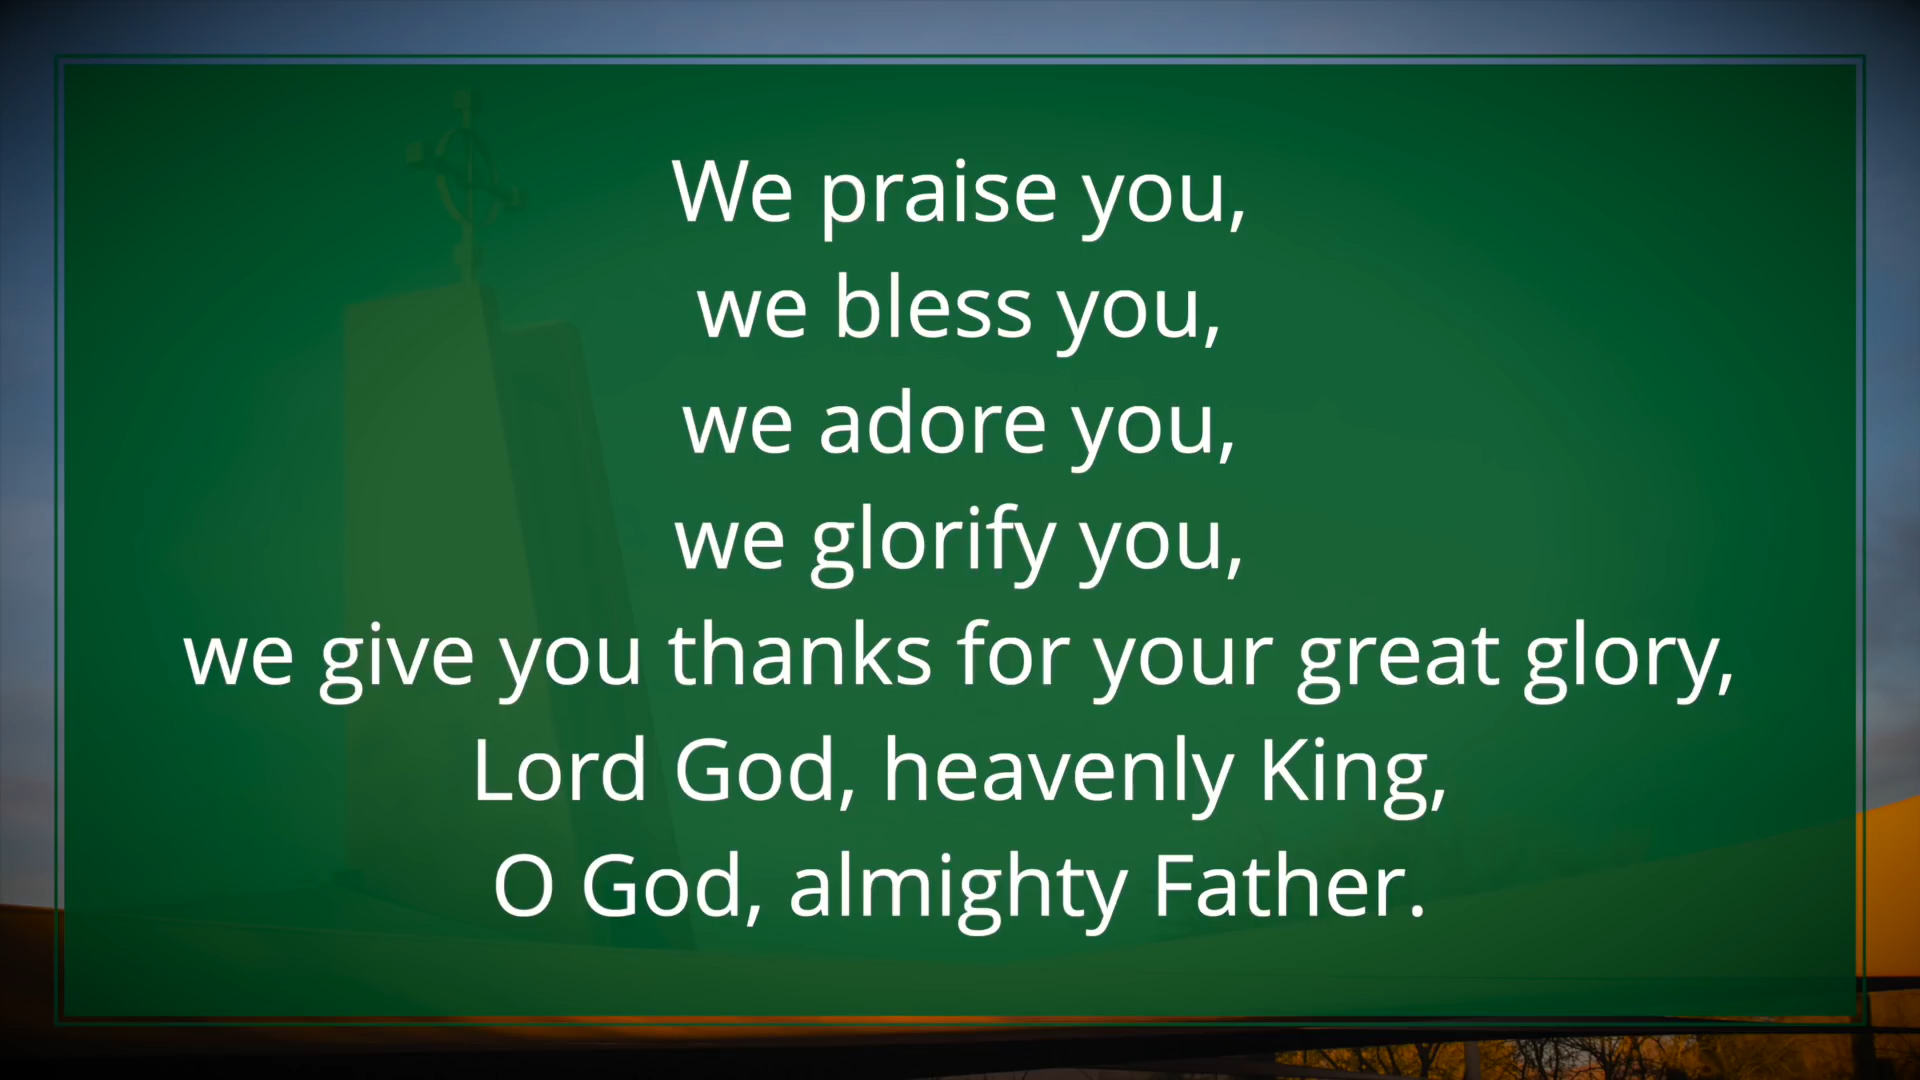 We praise you,
we bless you,
we adore you,
we glorify you,
we give you thanks for your great glory,
Lord God, heavenly King,
O God, almighty Father.